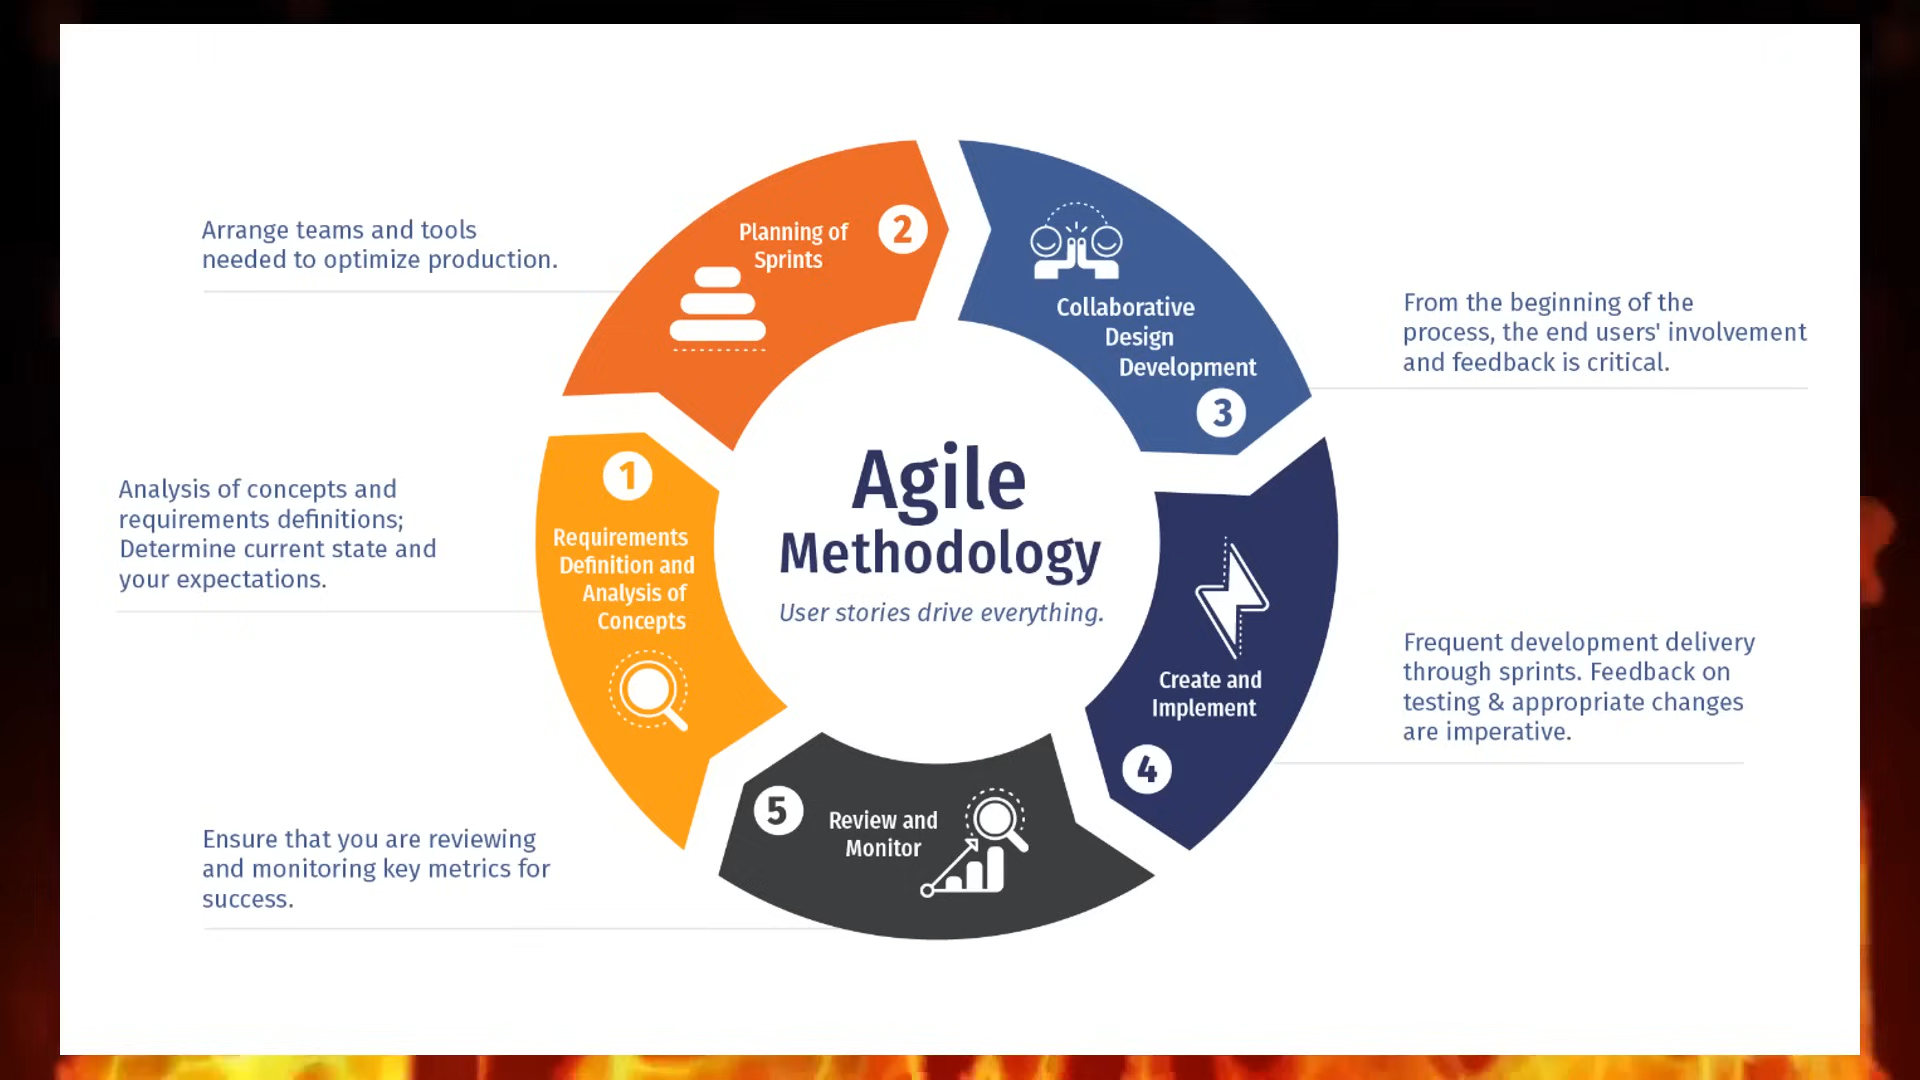 Arrange teams and tools
needed to optimize production.
2
Planning of
Sprints
Collaborative
Design
Development
3
From the beginning of the
process, the end users' involvement
and feedback is critical.
Analysis of concepts and
requirements definitions;
Determine current state and
your expectations.
1
Requirements
Definition and
Analysis of
Concepts
Agile
Methodology
User stories drive everything.
Create and
Implement
4
Frequent development delivery
through sprints. Feedback on
testing & appropriate changes
are imperative.
Ensure that you are reviewing
and monitoring key metrics for
success.
5
Review and
Monitor